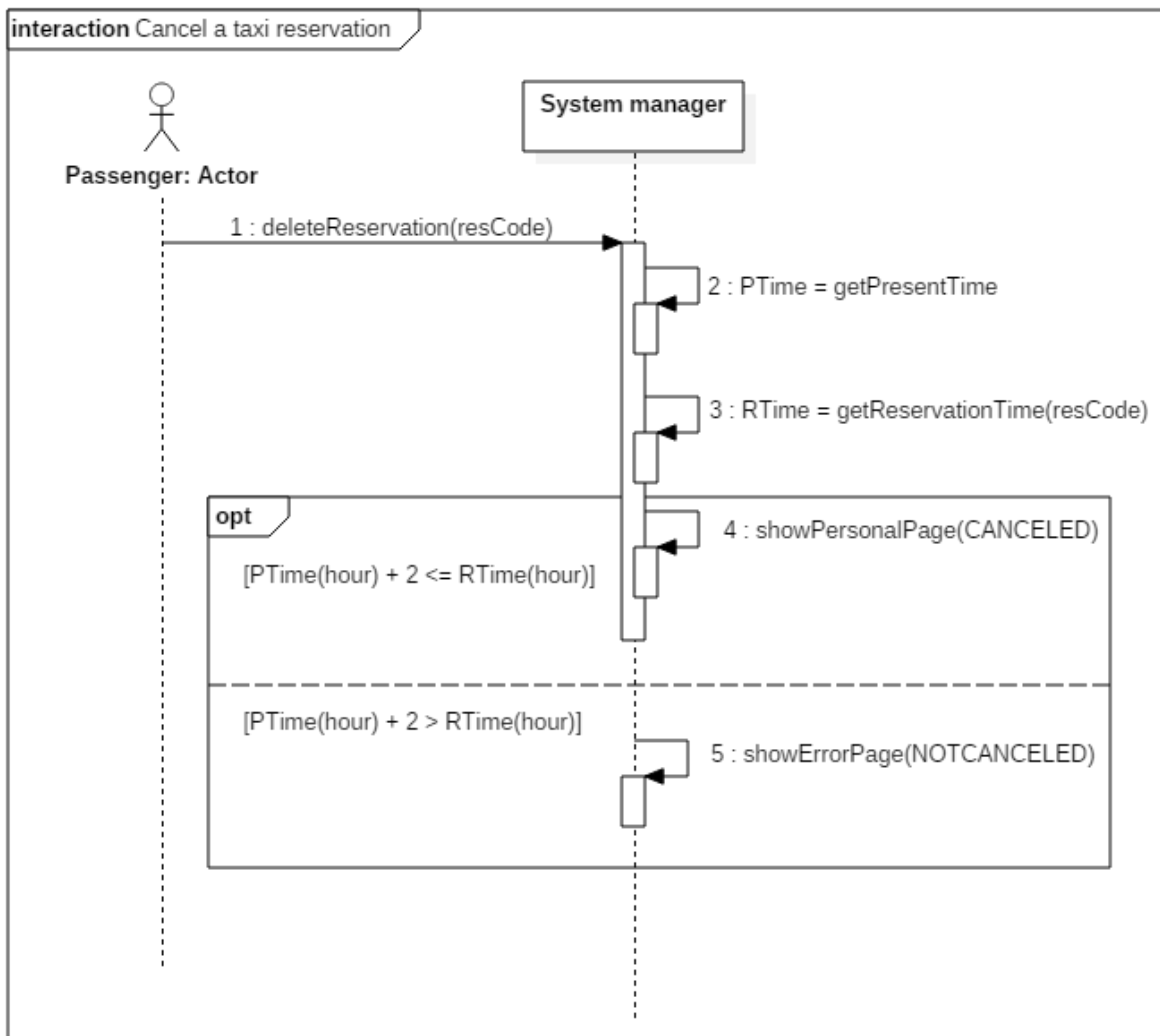 interaction Cancel a taxi reservation
System manager
Passenger: Actor
1 : deleteReservation(resCode)
2 : PTime = getPresentTime
3 : RTime = getReservationTime(resCode)
opt
4 : showPersonalPage(CANCELED)
[PTime(hour) + 2 <= RTime(hour)]
[PTime(hour) + 2 > RTime(hour)]
5 : showErrorPage(NOTCANCELED)